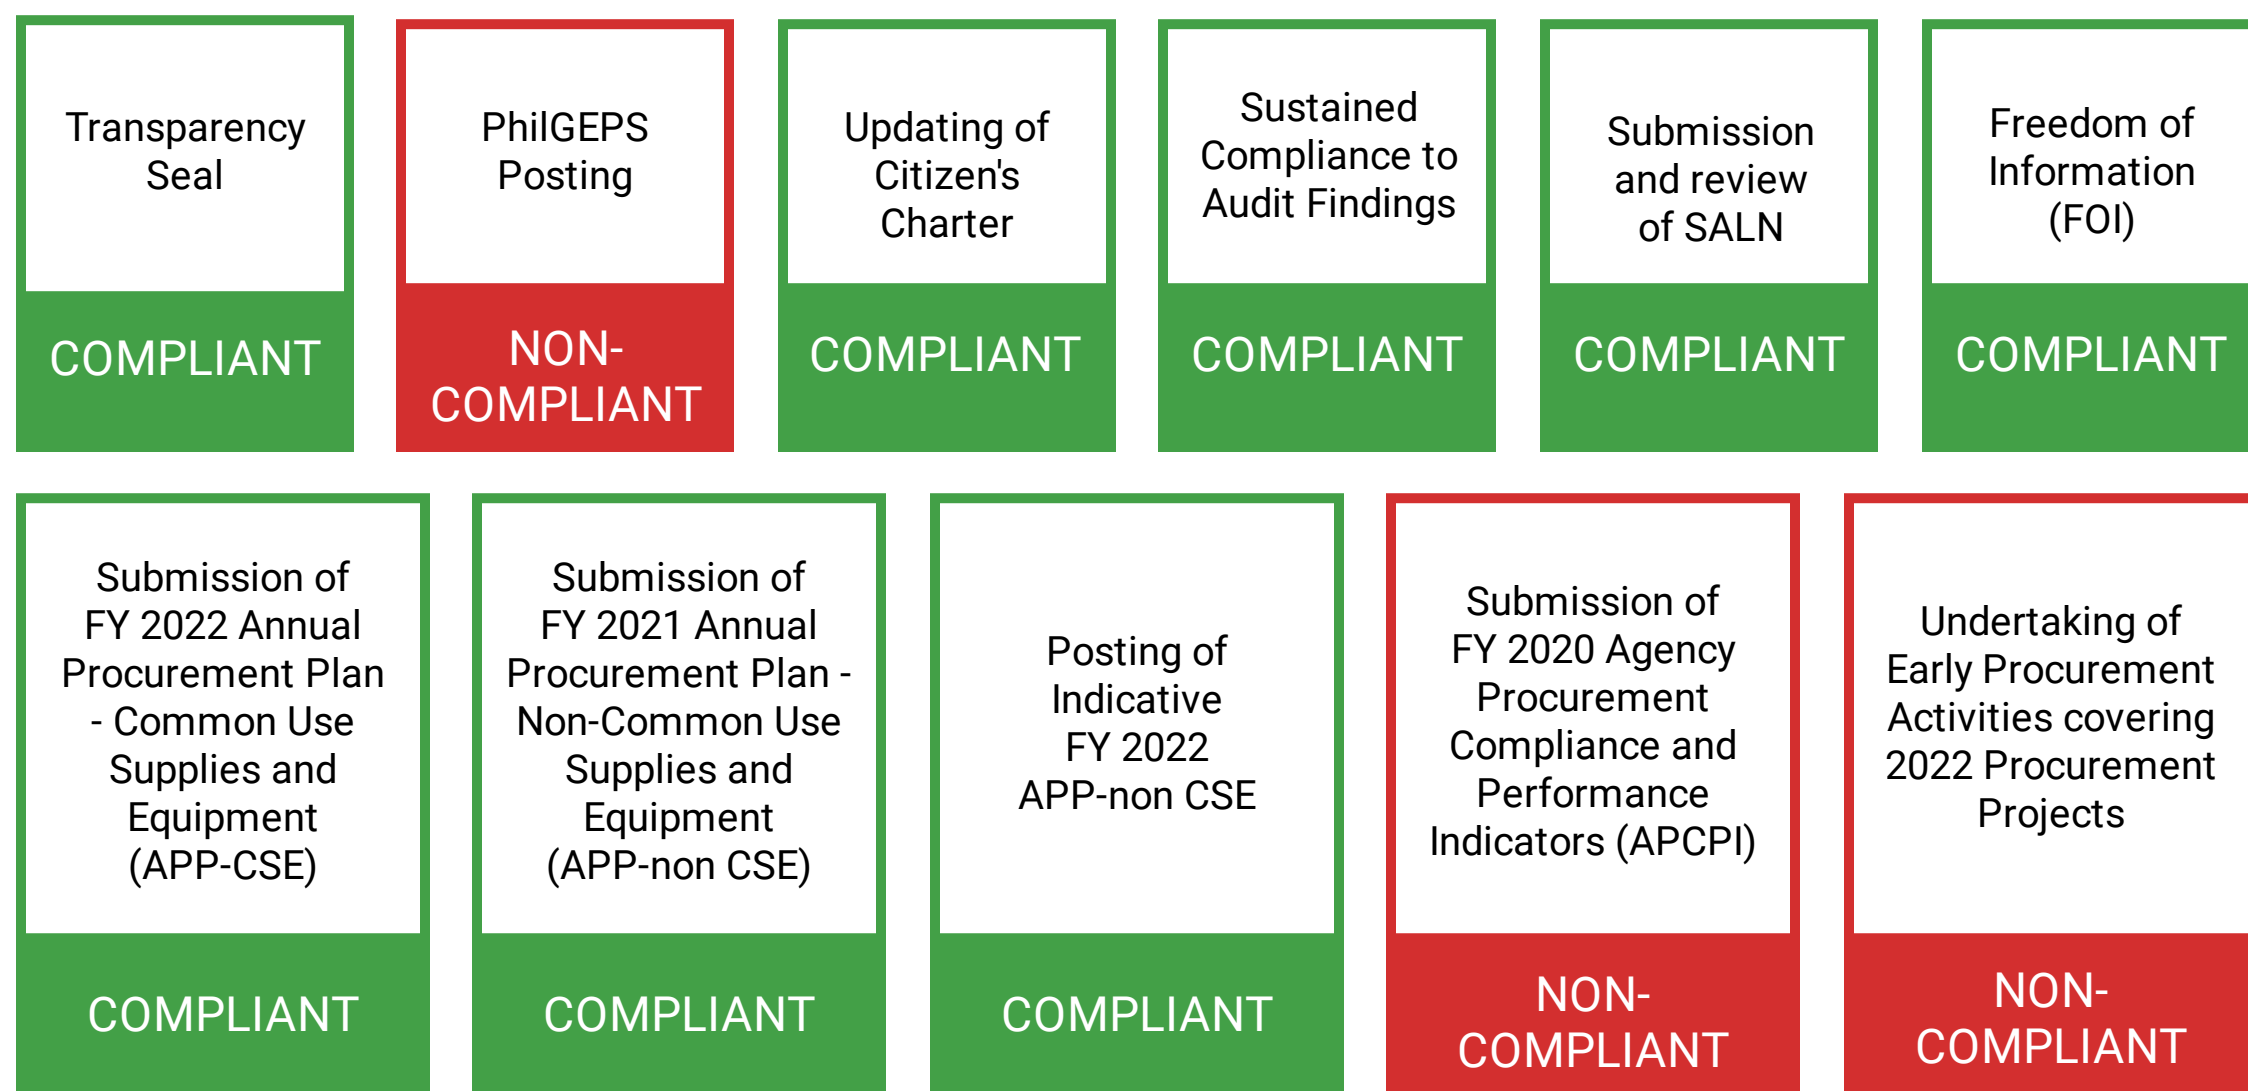 Transparency
Seal
COMPLIANT
PhilGEPS
Posting
NON-
COMPLIANT
Updating of
Citizen's
Charter
COMPLIANT
Sustained
Compliance to
Audit Findings
COMPLIANT
Submission
and review
of SALN
COMPLIANT
Freedom of
Information
(FOI)
COMPLIANT
Submission of
FY 2022 Annual
Procurement Plan
- Common Use
Supplies and
Equipment
(APP-CSE)
COMPLIANT
Submission of
FY 2021 Annual
Procurement Plan -
Non-Common Use
Supplies and
Equipment
(APP-non CSE)
COMPLIANT
Posting of
Indicative
FY 2022
APP-non CSE
COMPLIANT
Submission of
FY 2020 Agency
Procurement
Compliance and
Performance
Indicators (APCPI)
NON-
COMPLIANT
Undertaking of
Early Procurement
Activities covering
2022 Procurement
Projects
NON-
COMPLIANT